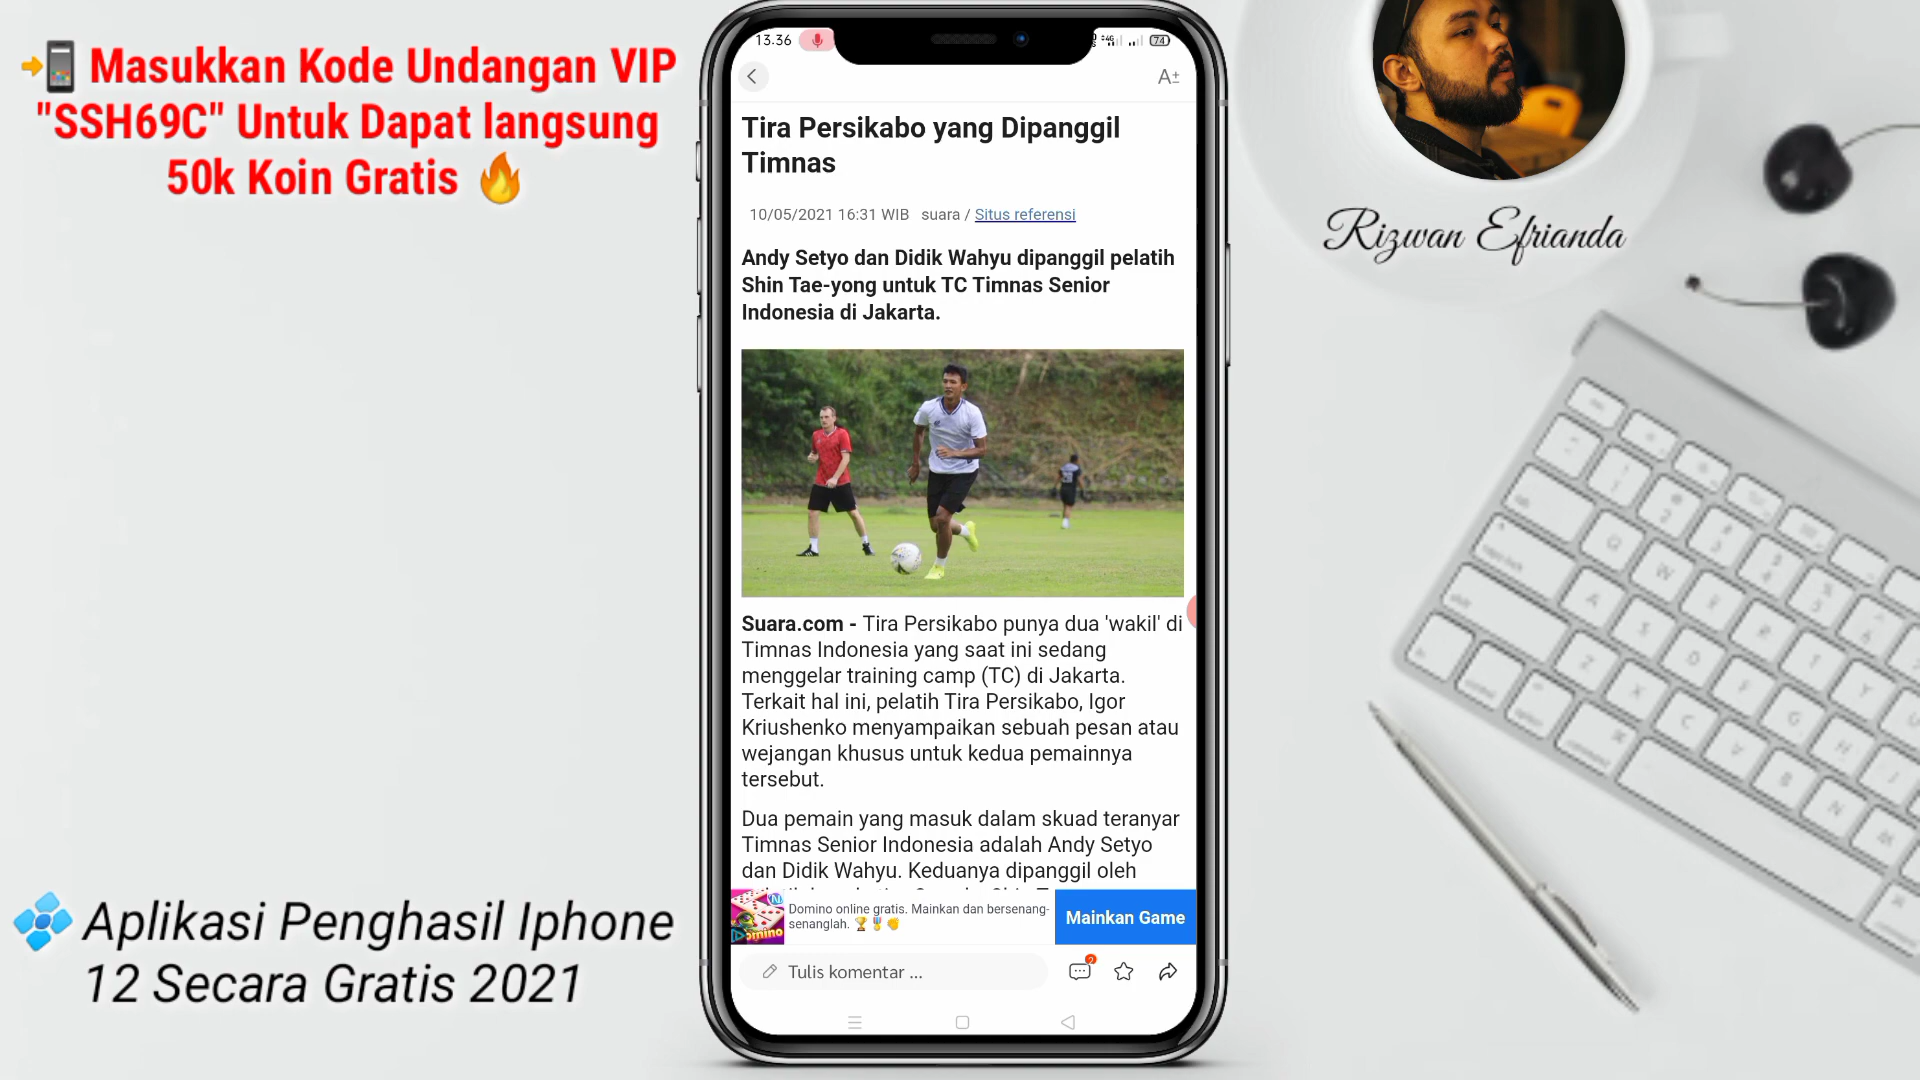 📲 Masukkan Kode Undangan VIP
"SSH69C" Untuk Dapat langsung
50k Koin Gratis 🔥
13.36
74
A±
Tira Persikabo yang Dipanggil
Timnas
10/05/2021 16:31 WIB suara / Situs referensi
Andy Setyo dan Didik Wahyu dipanggil pelatih
Shin Tae-yong untuk TC Timnas Senior
Indonesia di Jakarta.
Suara.com - Tira Persikabo punya dua 'wakil' di
Timnas Indonesia yang saat ini sedang
menggelar training camp (TC) di Jakarta.
Terkait hal ini, pelatih Tira Persikabo, Igor
Kriushenko menyampaikan sebuah pesan atau
wejangan khusus untuk kedua pemainnya
tersebut.
Dua pemain yang masuk dalam skuad teranyar
Timnas Senior Indonesia adalah Andy Setyo
dan Didik Wahyu. Keduanya dipanggil oleh
Domino online gratis. Mainkan dan bersenang-
senanglah. 🏆🏅👏
Mainkan Game
Tulis komentar ...
2
Rizwan Efrianda
💠 Aplikasi Penghasil Iphone
12 Secara Gratis 2021